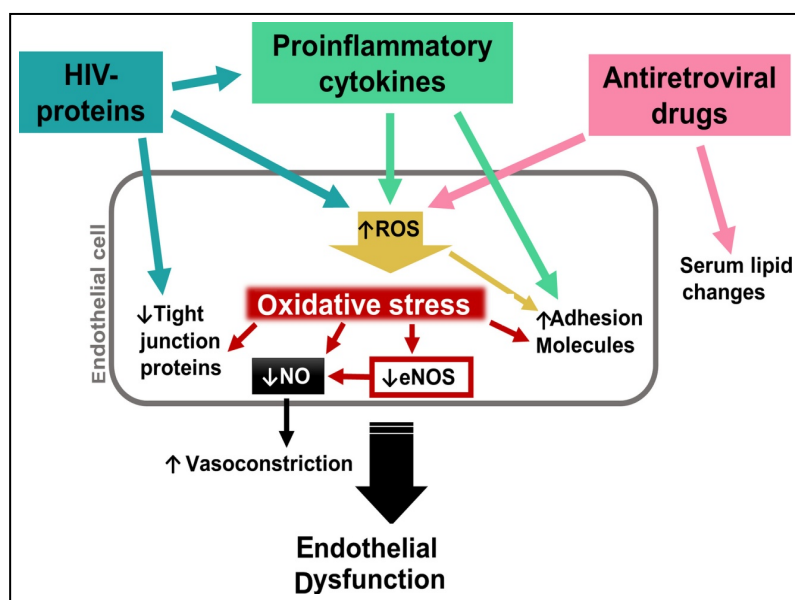 HIV-
proteins
Proinflammatory
cytokines
Antiretroviral
drugs
Endothelial cell
↑ROS
Serum lipid
changes
Oxidative stress
↓Tight
junction
proteins
↑Adhesion
Molecules
↓NO
↓eNOS
↑ Vasoconstriction
Endothelial
Dysfunction